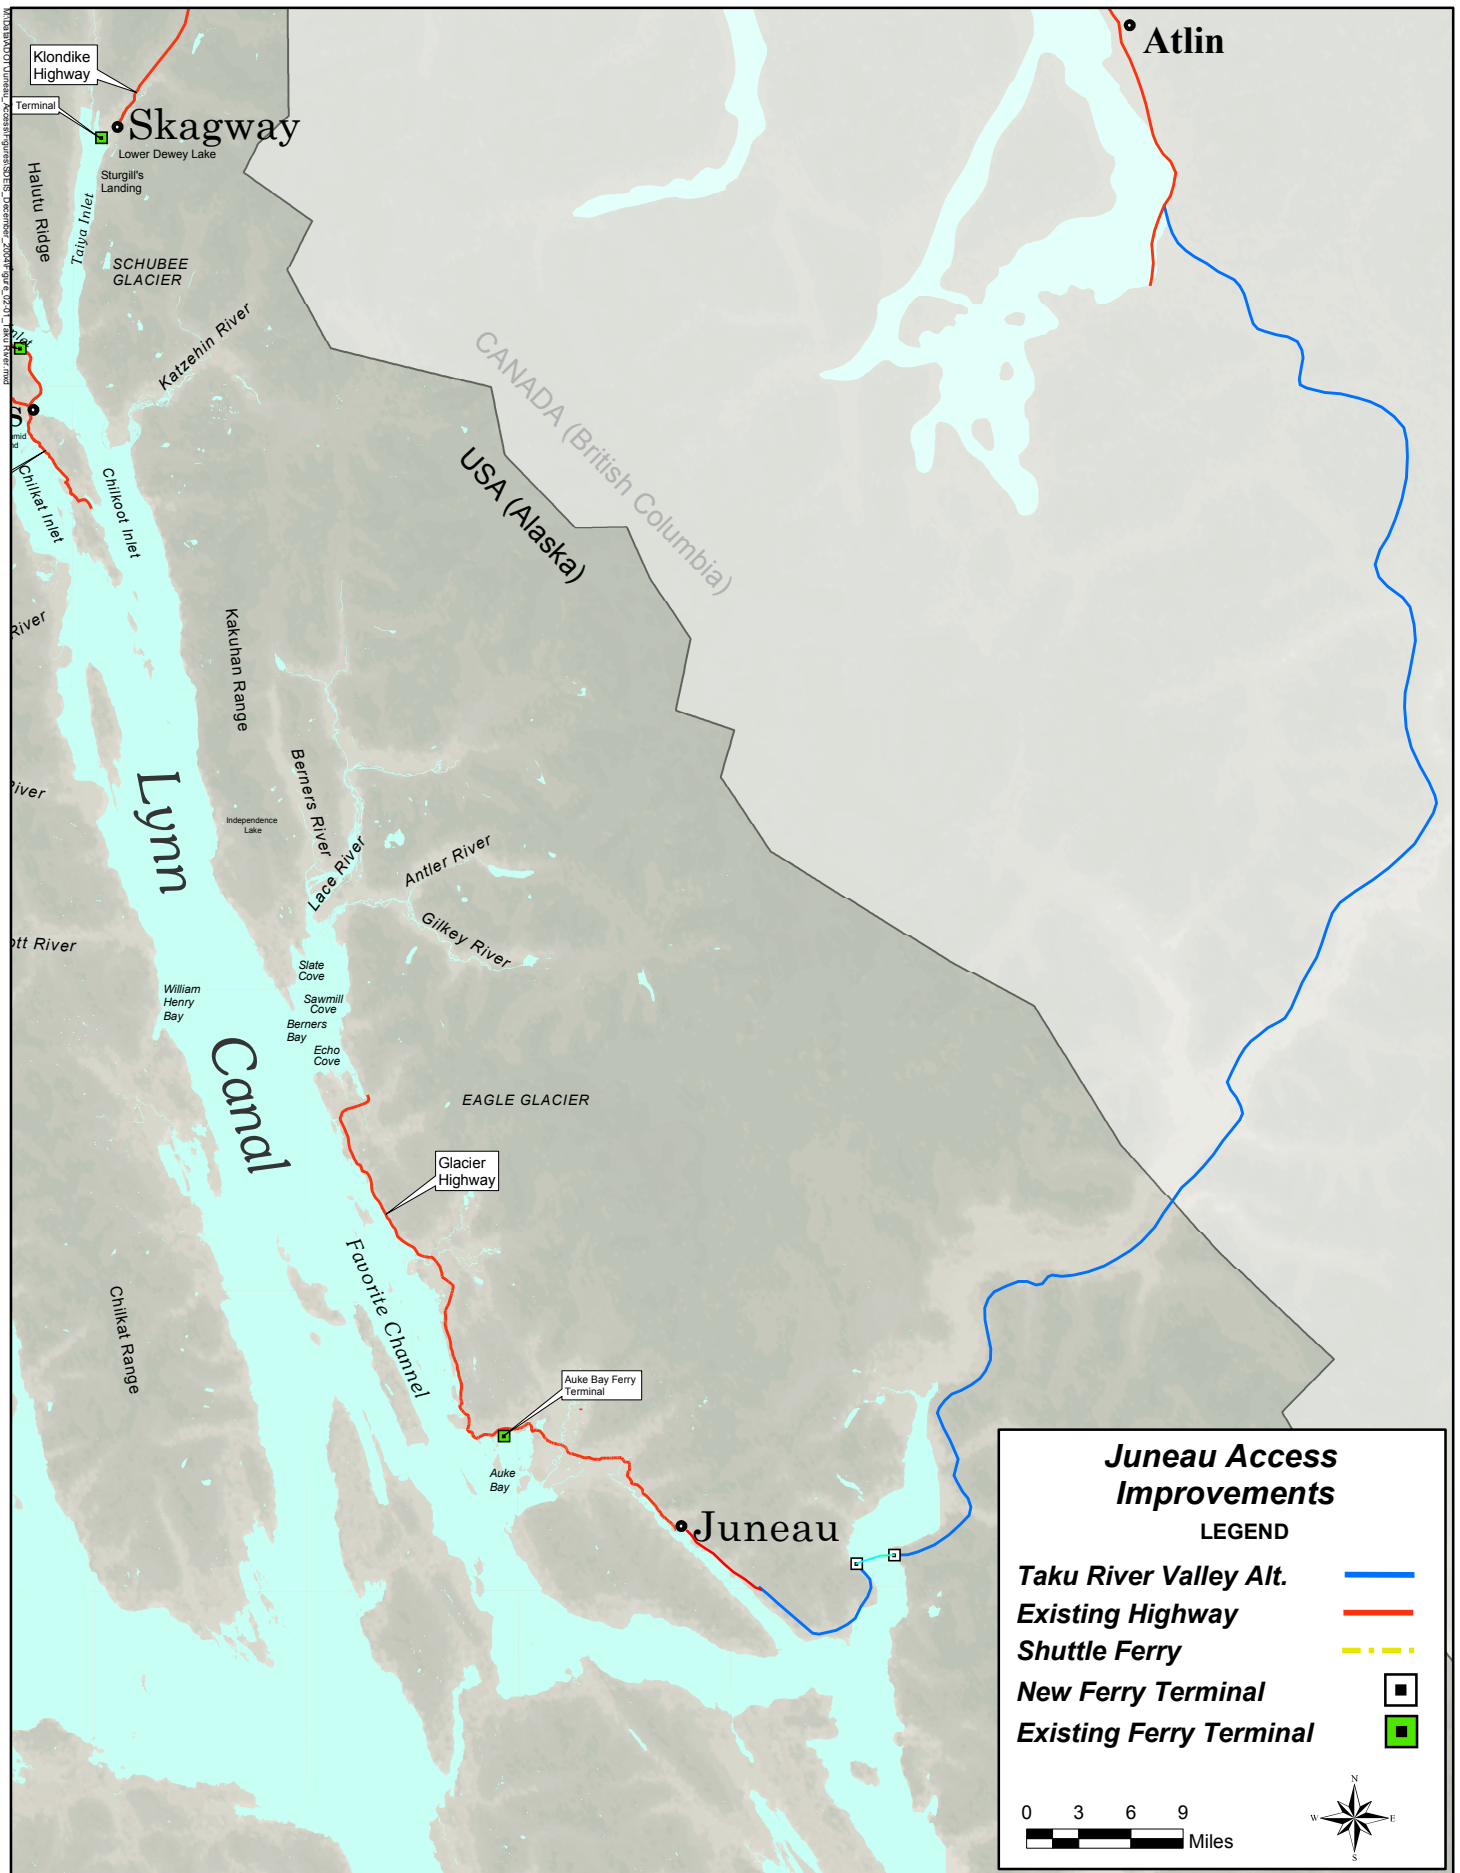 Atlin
Klondike
Highway
Terminal
Skagway
Lower Dewey Lake
Sturgill's
Landing
Halutu Ridge
Taiya Inlet
SCHUBEE
GLACIER
Katzehin River
Inlet
s
Chilkat Inlet
Chilkoot Inlet
CANADA (British Columbia)
USA (Alaska)
River
Kakuhan Range
Lynn
Berners River
River
Independence
Lake
Lace River
Antler River
Gilkey River
ott River
Slate
Cove
William
Henry
Bay
Sawmill
Cove
Berners
Bay
Echo
Cove
Canal
EAGLE GLACIER
Glacier
Highway
Favorite Channel
Chilkat Range
Auke Bay Ferry
Terminal
Auke
Bay
Juneau
Juneau Access
Improvements
LEGEND
Taku River Valley Alt.
Existing Highway
Shuttle Ferry
New Ferry Terminal
Existing Ferry Terminal
0 3 6 9
Miles
N
W E
S